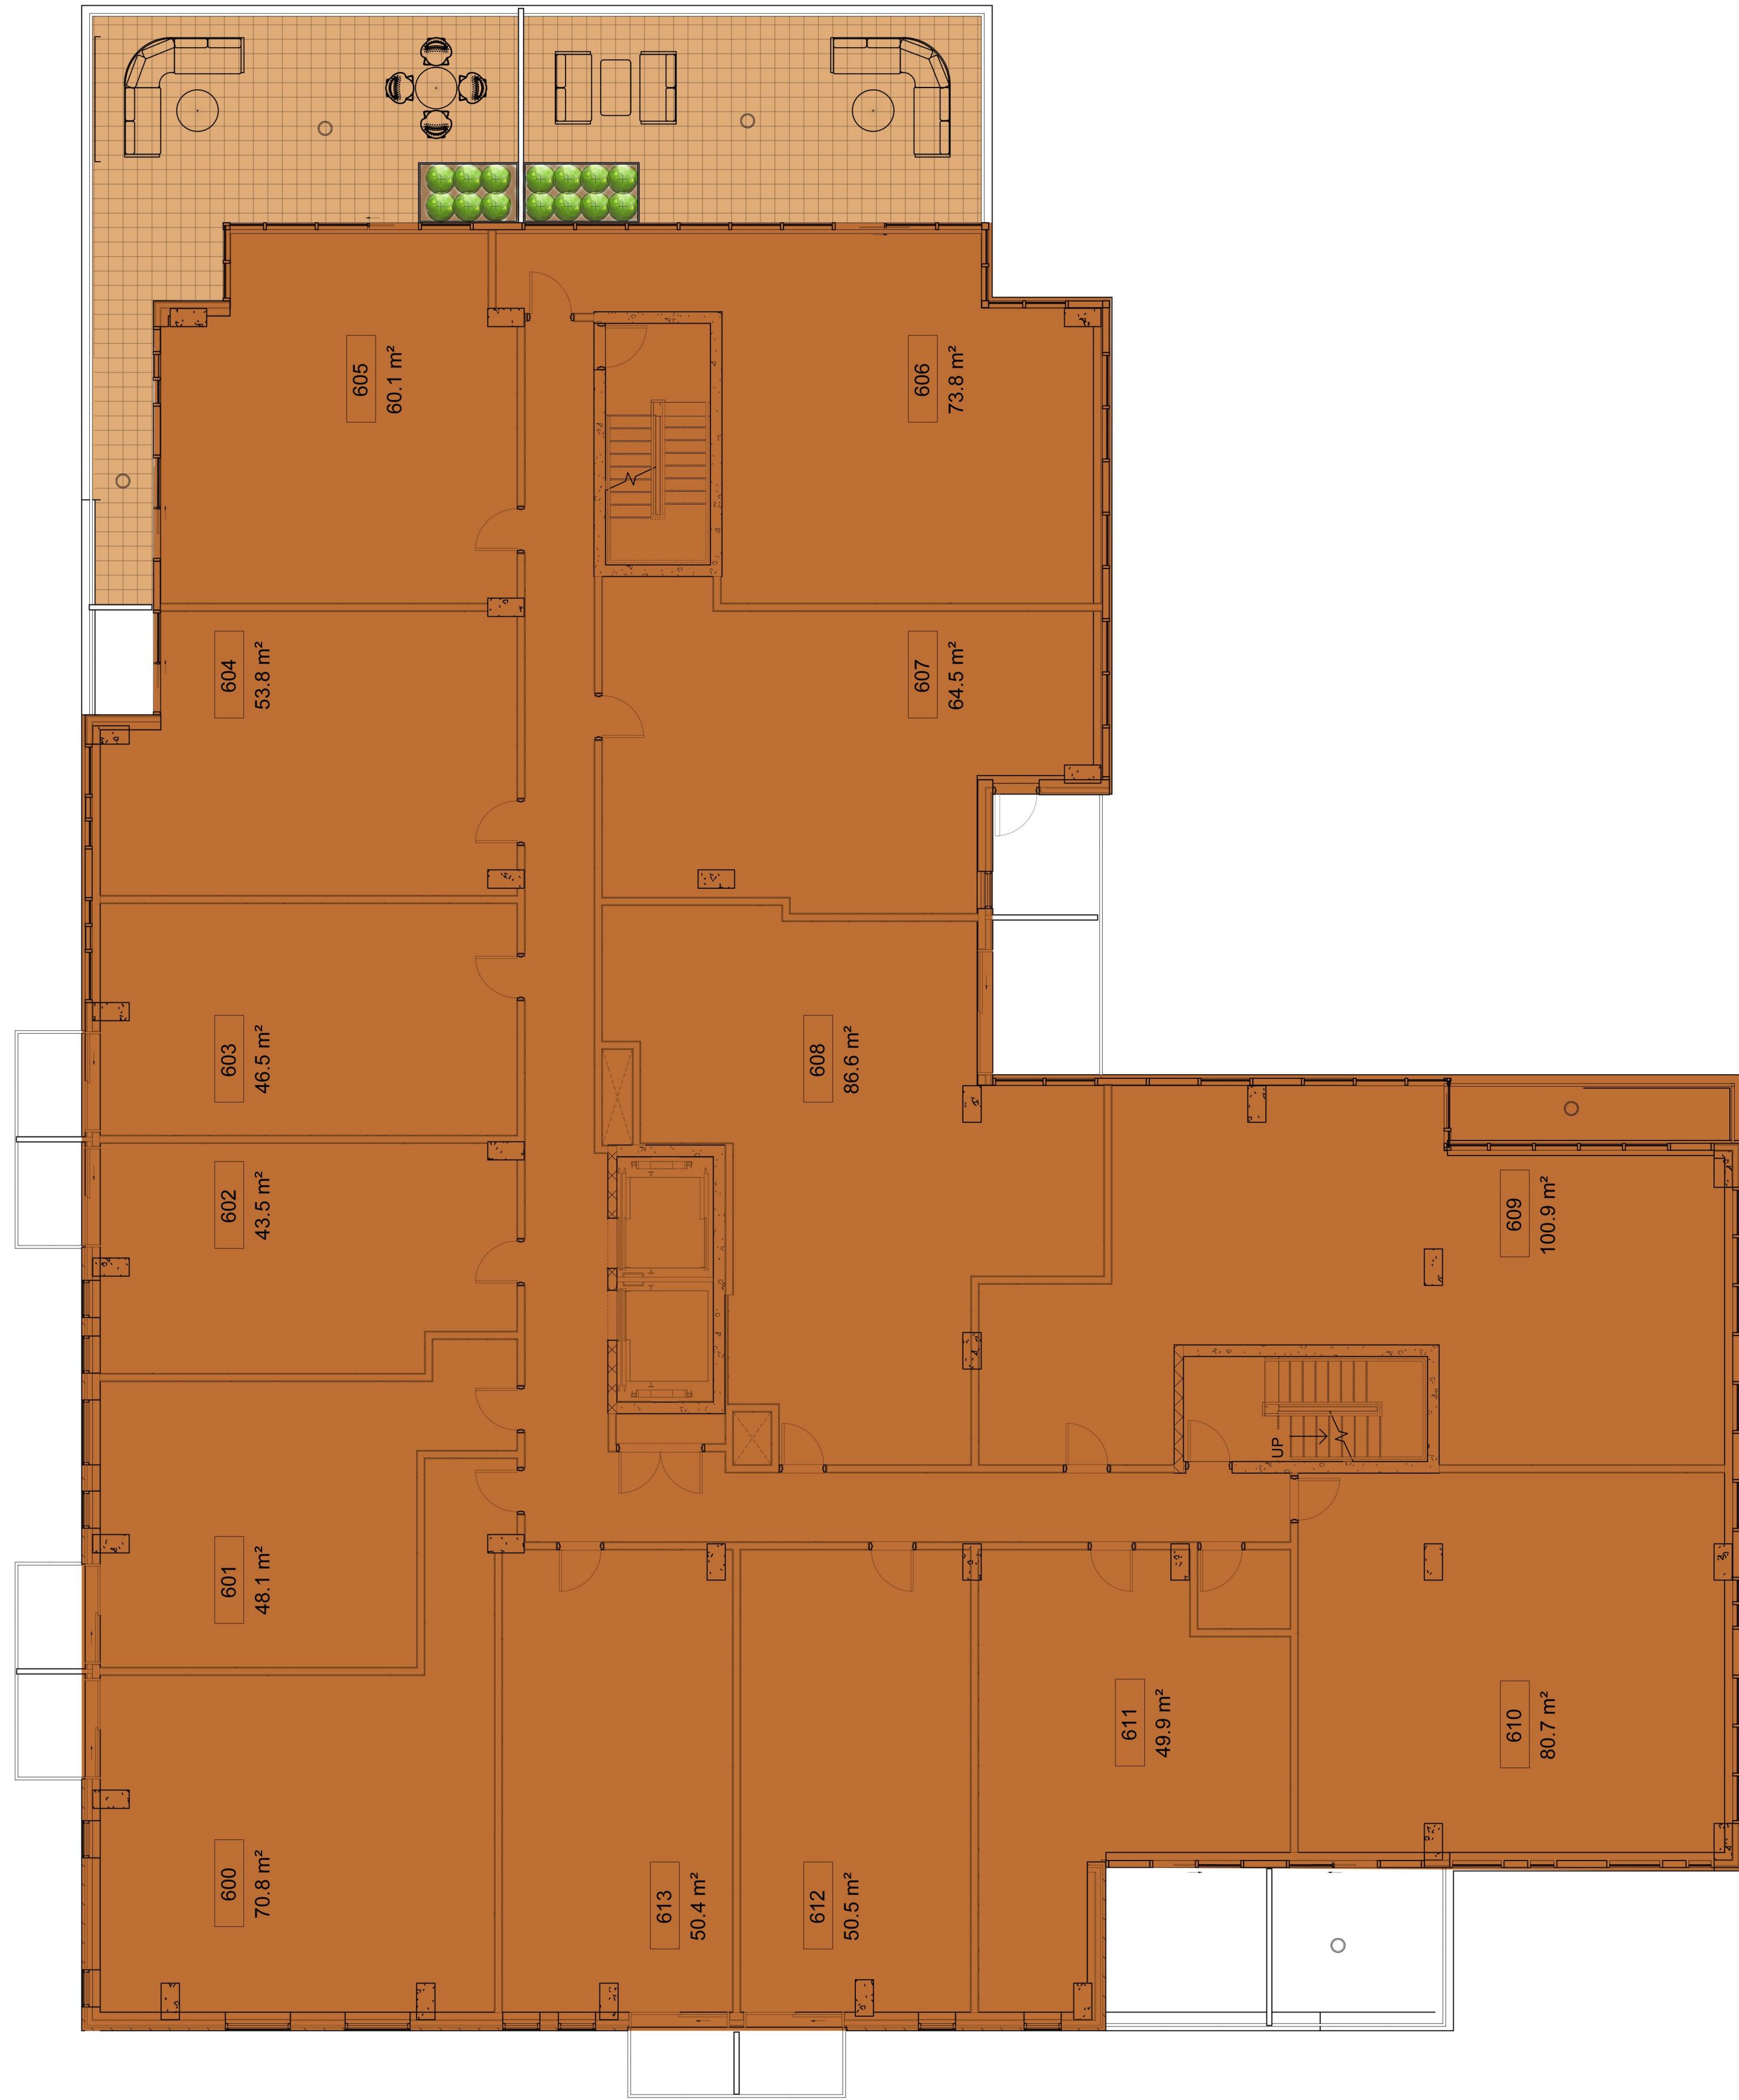 605
60.1 m²
606
73.8 m²
604
53.8 m²
607
64.5 m²
603
46.5 m²
608
86.6 m²
602
43.5 m²
609
100.9 m²
UP
601
48.1 m²
611
49.9 m²
610
80.7 m²
600
70.8 m²
613
50.4 m²
612
50.5 m²